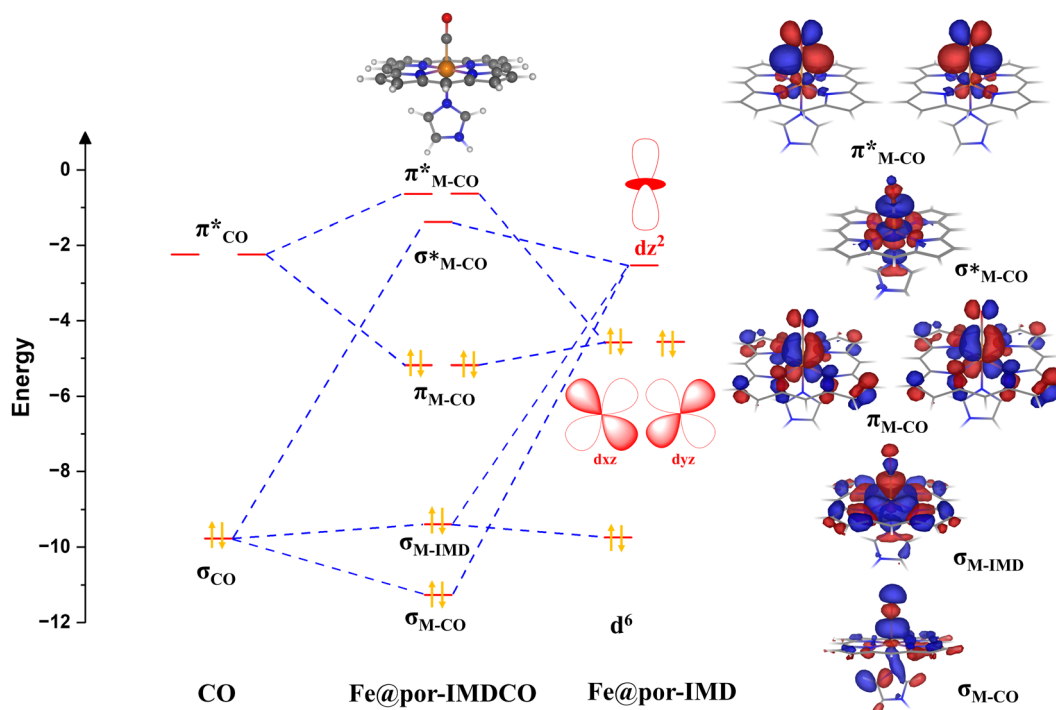 0
−2
−4
−6
−8
−10
−12
Energy
π*CO
σCO
CO
π*M-CO
σ*M-CO
πM-CO
σM-IMD
σM-CO
Fe@por-IMDCO
dz²
dxz
dyz
d⁶
Fe@por-IMD
π*M-CO
σ*M-CO
πM-CO
σM-IMD
σM-CO